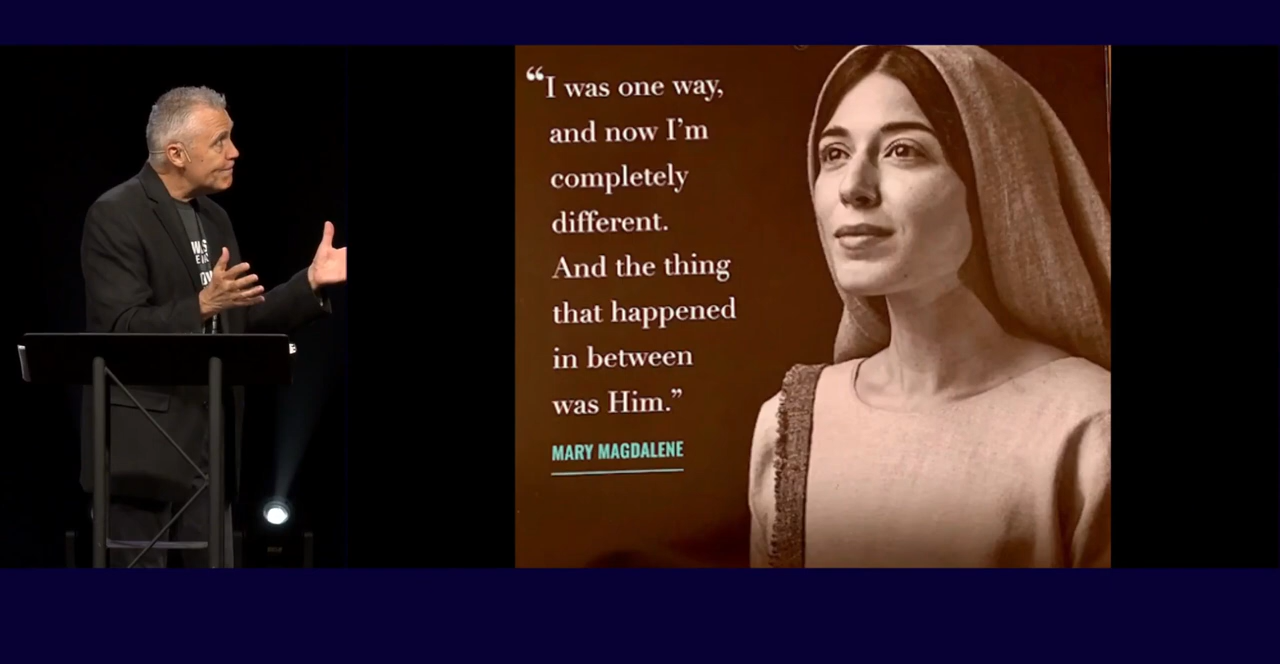 “I was one way,
and now I’m
completely
different.
And the thing
that happened
in between
was Him.”
MARY MAGDALENE